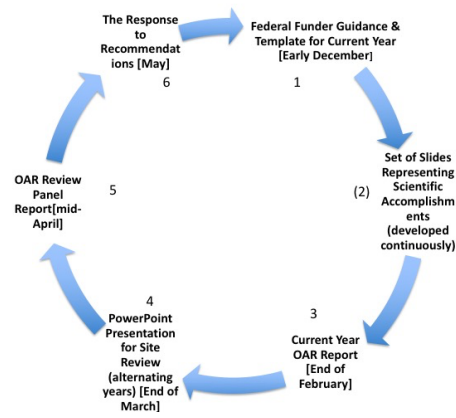 Federal Funder Guidance &
Template for Current Year
[Early December]
1
Set of Slides
Representing
Scientific
Accomplishm
ents
(developed
continuously)
(2)
3
Current Year
OAR Report
[End of
February]
4
PowerPoint
Presentation
for Site
Review
(alternating
years) [End of
March]
OAR Review
Panel
Report[mid-
April]
5
The Response
to
Recommendat
ions [May]
6